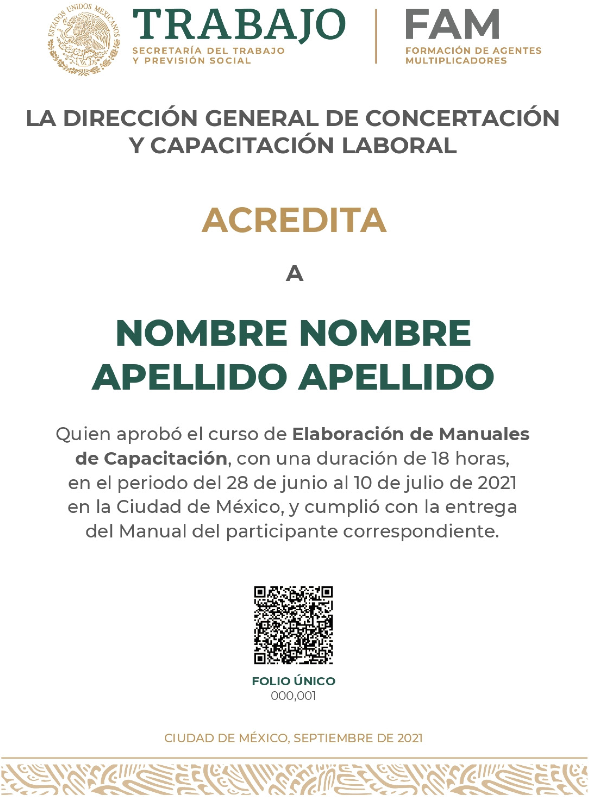 ESTADOS UNIDOS MEXICANOS
TRABAJO
SECRETARÍA DEL TRABAJO
Y PREVISIÓN SOCIAL
FAM
FORMACIÓN DE AGENTES
MULTIPLICADORES
LA DIRECCIÓN GENERAL DE CONCERTACIÓN
Y CAPACITACIÓN LABORAL
ACREDITA
A
NOMBRE NOMBRE
APELLIDO APELLIDO
Quien aprobó el curso de Elaboración de Manuales
de Capacitación, con una duración de 18 horas,
en el periodo del 28 de junio al 10 de julio de 2021
en la Ciudad de México, y cumplió con la entrega
del Manual del participante correspondiente.
FOLIO ÚNICO
000,001
CIUDAD DE MÉXICO, SEPTIEMBRE DE 2021